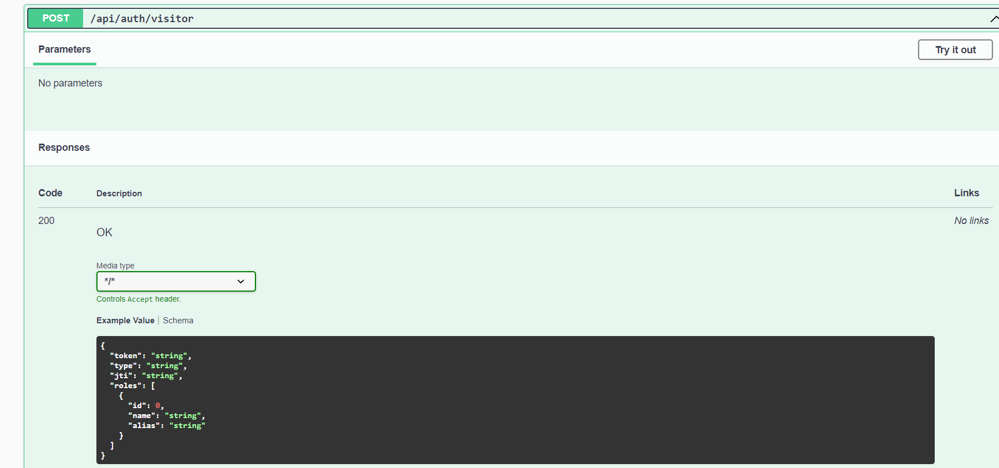 POST /api/auth/visitor
Parameters
Try it out
No parameters
Responses
Code Description Links
200 No links
OK
Media type
*/*
Controls Accept header.
Example Value Schema
{
  "token": "string",
  "type": "string",
  "jti": "string",
  "roles": [
    {
      "id": 0,
      "name": "string",
      "alias": "string"
    }
  ]
}